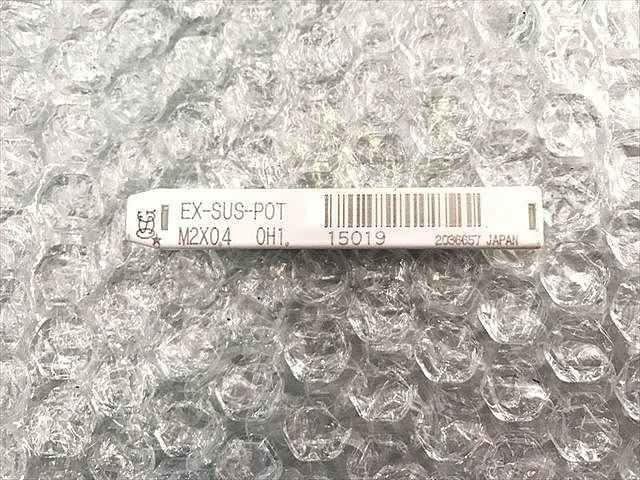 EX-SUS-POT
M2X0.4 OH1. 15019 2036657 JAPAN